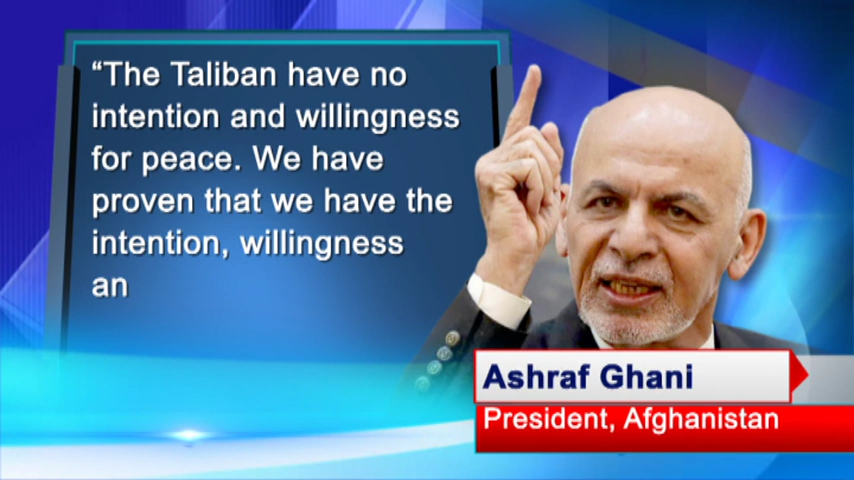 “The Taliban have no
intention and willingness
for peace. We have
proven that we have the
intention, willingness
an
Ashraf Ghani
President, Afghanistan